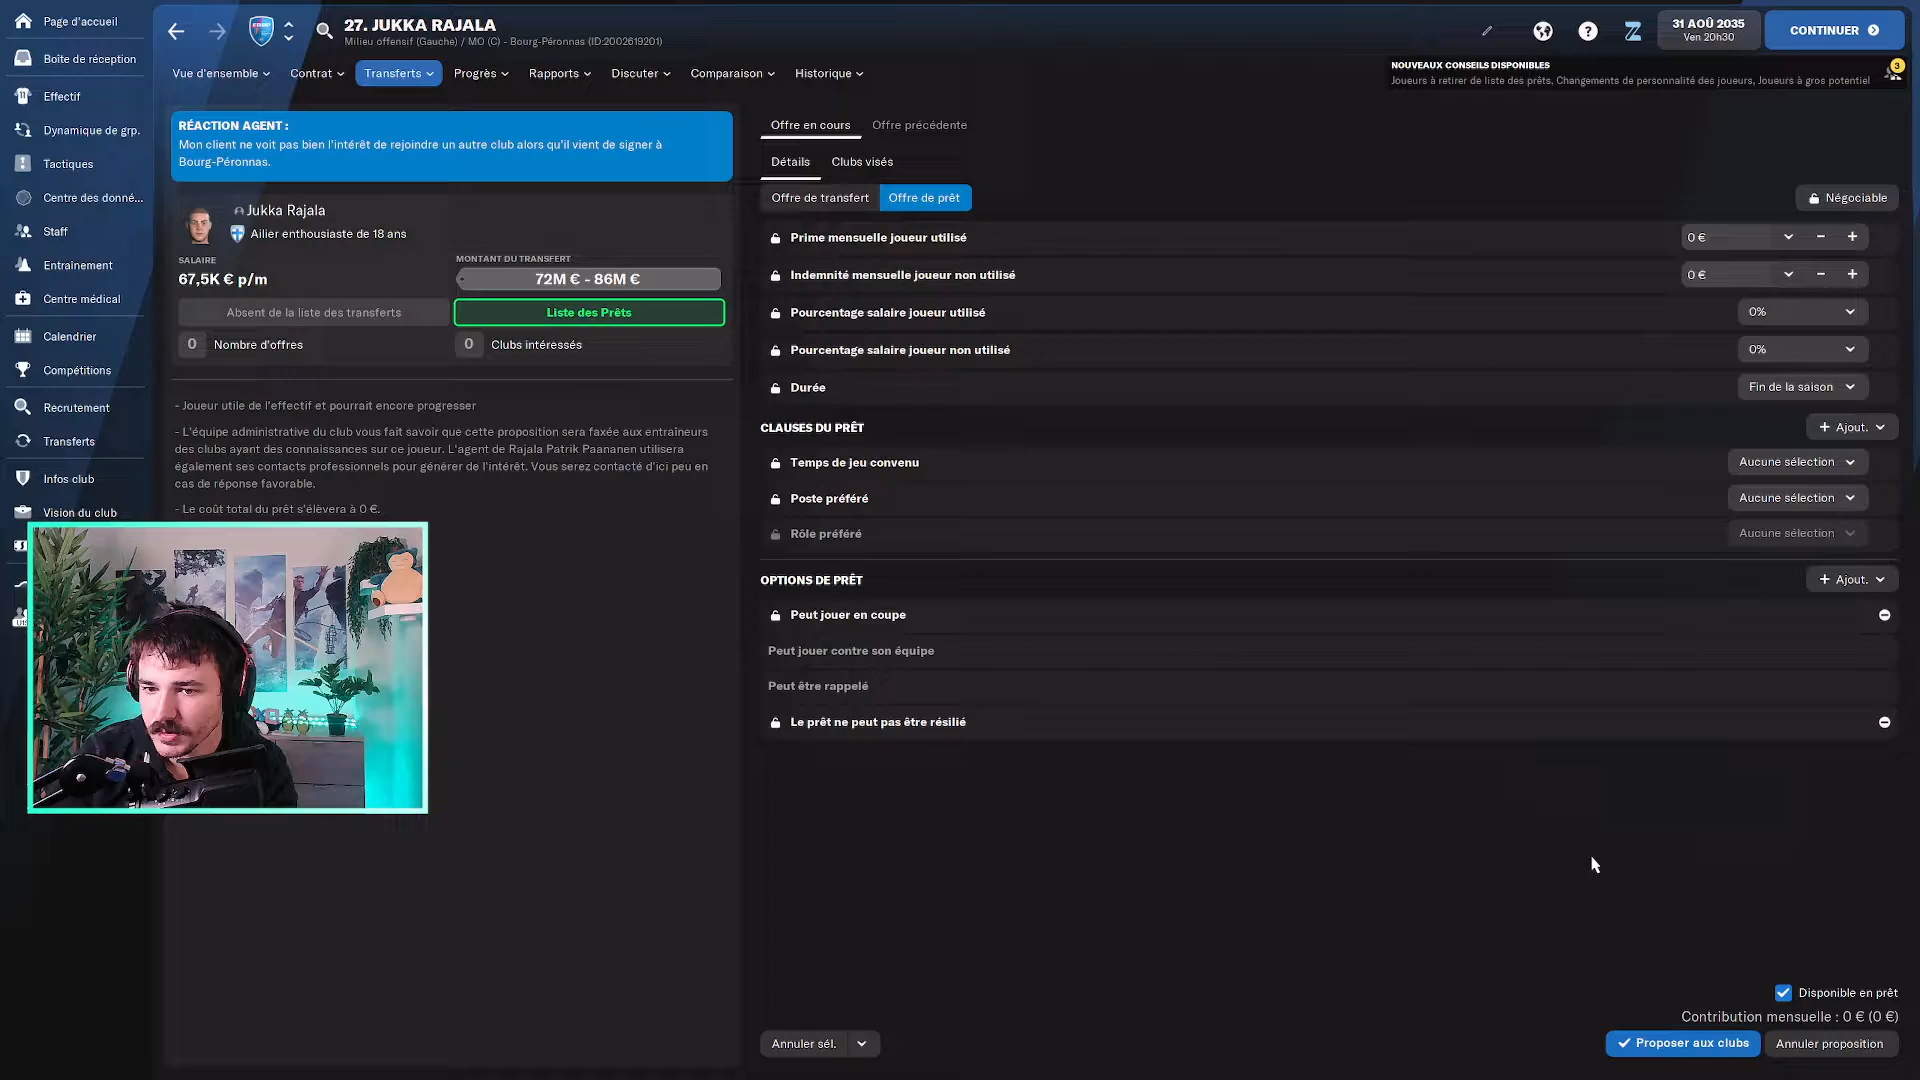 Page d'accueil
Boîte de réception
Effectif
Dynamique de grp.
Tactiques
Centre des donné...
Staff
Entraînement
Centre médical
Calendrier
Compétitions
Recrutement
Transferts
Infos club
Vision du club
27. JUKKA RAJALA
Milieu offensif (Gauche) / MO (C) - Bourg-Péronnas (ID:2002619201)
31 AOÛ 2035
Ven 20h30
CONTINUER
Vue d'ensemble
Contrat
Transferts
Progrès
Rapports
Discuter
Comparaison
Historique
NOUVEAUX CONSEILS DISPONIBLES
Joueurs à retirer de liste des prêts, Changements de personnalité des joueurs, Joueurs à gros potentiel
3
RÉACTION AGENT :
Mon client ne voit pas bien l'intérêt de rejoindre un autre club alors qu'il vient de signer à
Bourg-Péronnas.
Jukka Rajala
Ailier enthousiaste de 18 ans
SALAIRE
67,5K € p/m
MONTANT DU TRANSFERT
72M € - 86M €
Absent de la liste des transferts
Liste des Prêts
0 Nombre d'offres
0 Clubs intéressés
- Joueur utile de l'effectif et pourrait encore progresser
- L'équipe administrative du club vous fait savoir que cette proposition sera faxée aux entraîneurs
des clubs ayant des connaissances sur ce joueur. L'agent de Rajala Patrik Paananen utilisera
également ses contacts professionnels pour générer de l'intérêt. Vous serez contacté d'ici peu en
cas de réponse favorable.
- Le coût total du prêt s'élèvera à 0 €.
Offre en cours
Offre précédente
Détails
Clubs visés
Offre de transfert
Offre de prêt
Négociable
Prime mensuelle joueur utilisé
0 €
Indemnité mensuelle joueur non utilisé
0 €
Pourcentage salaire joueur utilisé
0%
Pourcentage salaire joueur non utilisé
0%
Durée
Fin de la saison
CLAUSES DU PRÊT
+ Ajout.
Temps de jeu convenu
Aucune sélection
Poste préféré
Aucune sélection
Rôle préféré
Aucune sélection
OPTIONS DE PRÊT
+ Ajout.
Peut jouer en coupe
Peut jouer contre son équipe
Peut être rappelé
Le prêt ne peut pas être résilié
Disponible en prêt
Contribution mensuelle : 0 € (0 €)
Annuler sél.
Proposer aux clubs
Annuler proposition